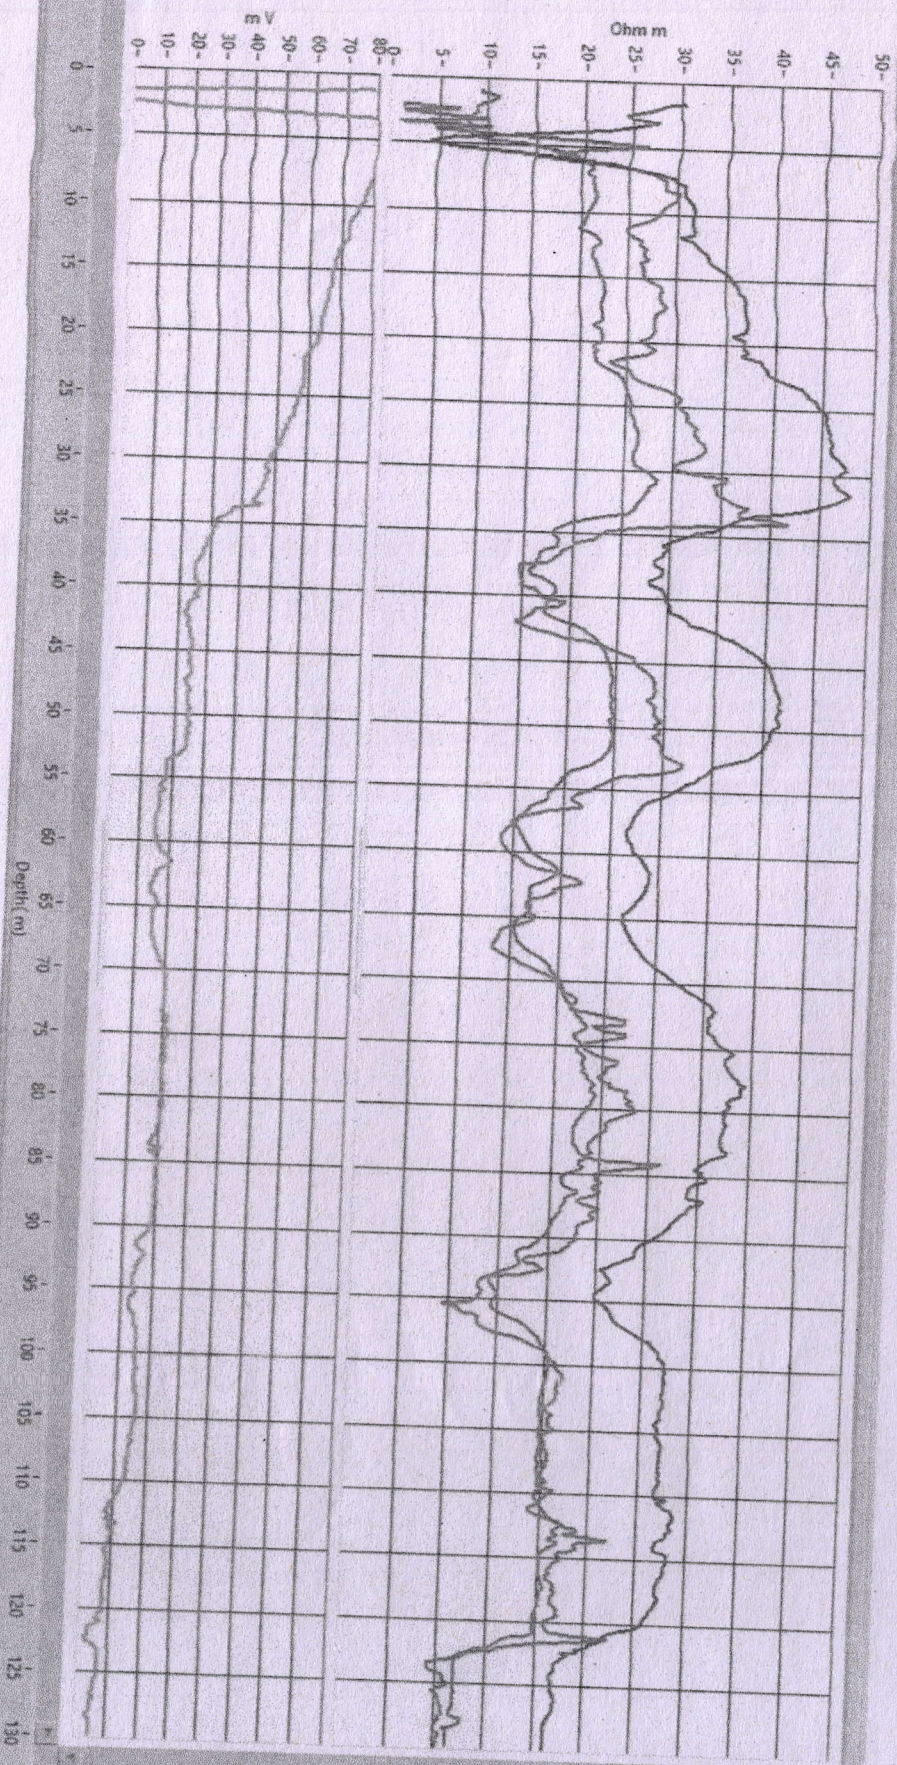 m V
0- 10- 20- 30- 40- 50- 60- 70- 80-
Ohm m
0- 5- 10- 15- 20- 25- 30- 35- 40- 45- 50-
0 5 10 15 20 25 30 35 40 45 50 55 60 65 70 75 80 85 90 95 100 105 110 115 120 125 130
Depth(m)